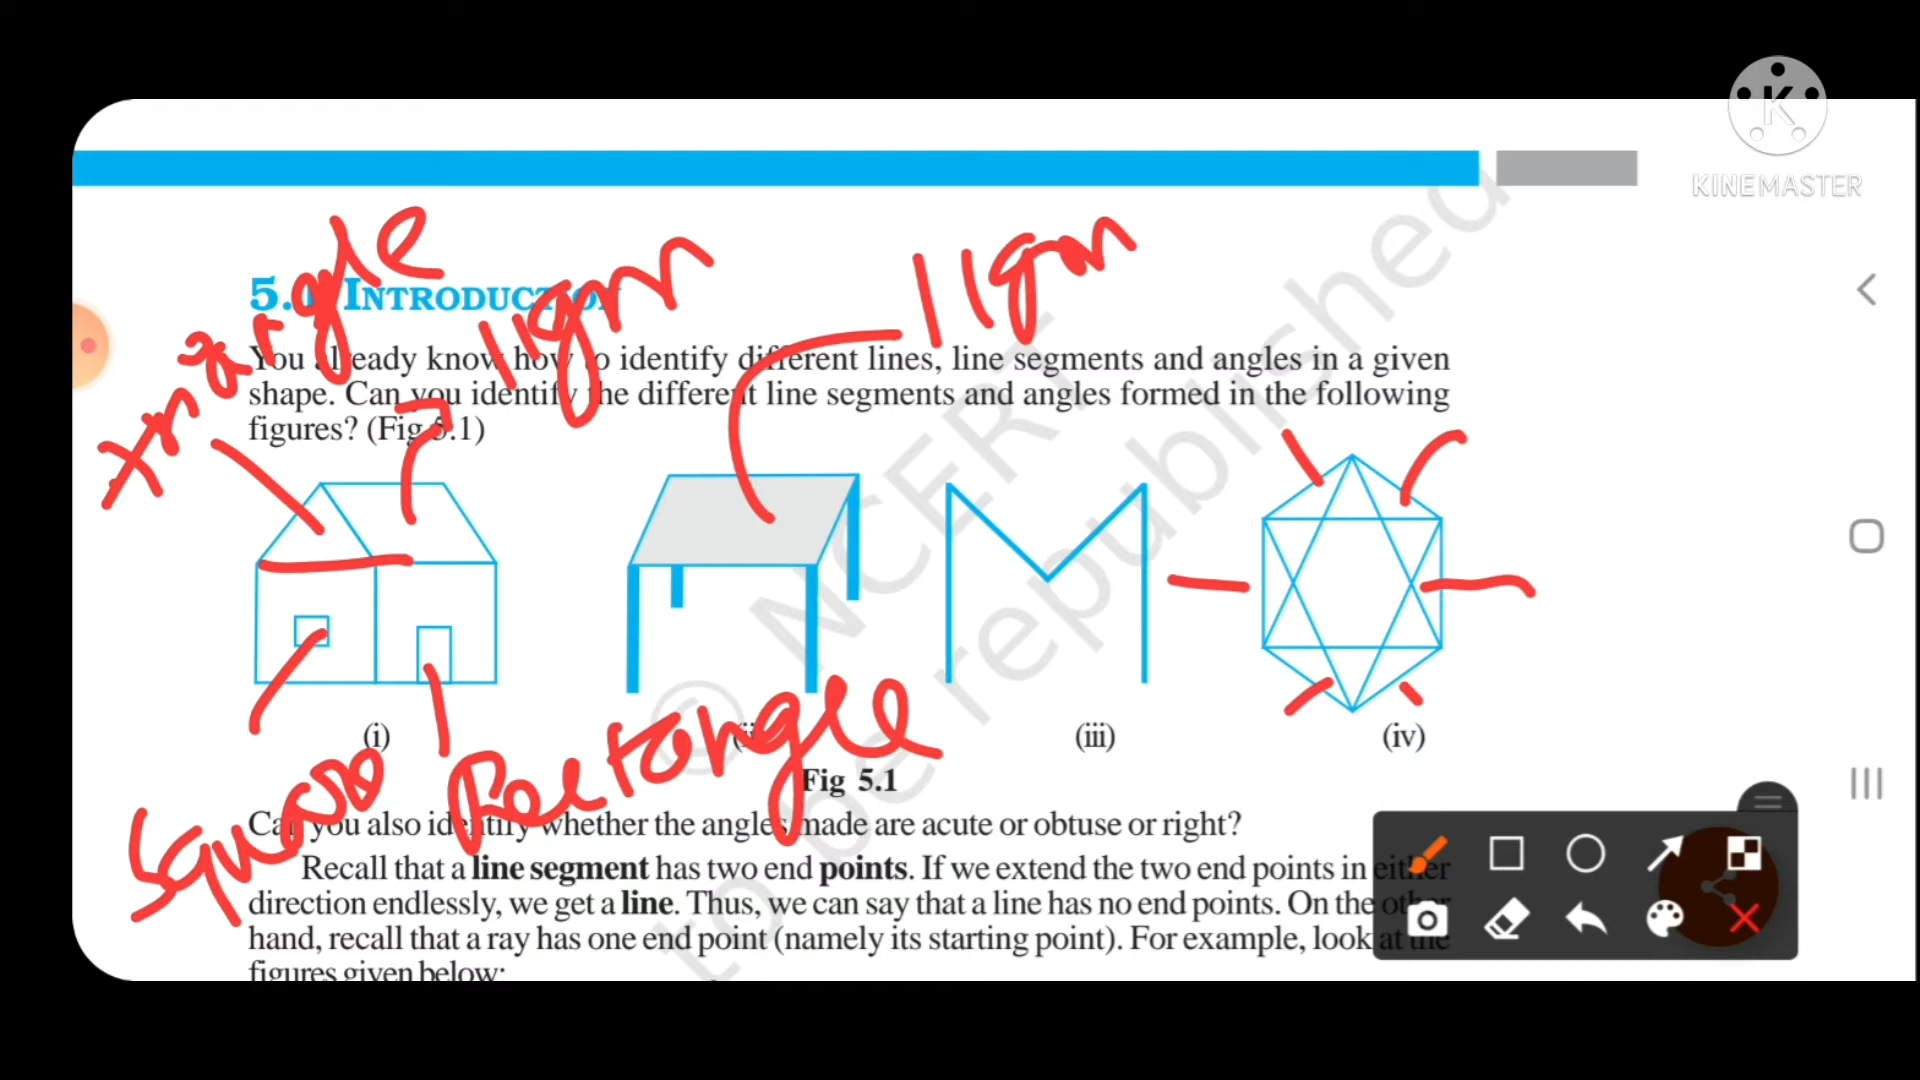 KINEMASTER
triangle
llgm
llgm
5.1 INTRODUCTION
You already know how to identify different lines, line segments and angles in a given
shape. Can you identify the different line segments and angles formed in the following
figures? (Fig 5.1)
(i)
(ii)
(iii)
(iv)
Square
Rectangle
Fig 5.1
Can you also identify whether the angles made are acute or obtuse or right?
Recall that a line segment has two end points. If we extend the two end points in either
direction endlessly, we get a line. Thus, we can say that a line has no end points. On the other
hand, recall that a ray has one end point (namely its starting point). For example, look at the
figures given below:
© NCERT
to be republished